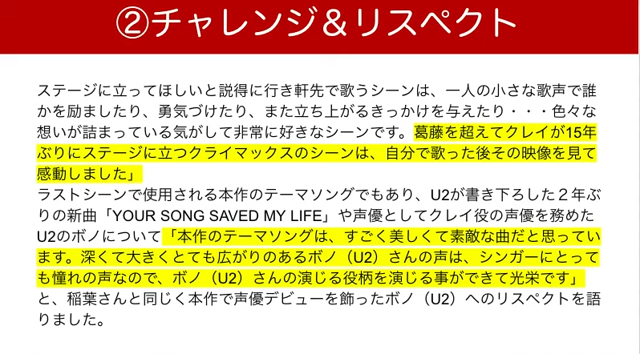 ②チャレンジ＆リスペクト
ステージに立ってほしいと説得に行き軒先で歌うシーンは、一人の小さな歌声で誰
かを励ましたり、勇気づけたり、また立ち上がるきっかけを与えたり・・・色々な
想いが詰まっている気がして非常に好きなシーンです。葛藤を超えてクレイが15年
ぶりにステージに立つクライマックスのシーンは、自分で歌った後その映像を見て
感動しました」
ラストシーンで使用される本作のテーマソングでもあり、U2が書き下ろした２年ぶ
りの新曲「YOUR SONG SAVED MY LIFE」や声優としてクレイ役の声優を務めた
U2のボノについて「本作のテーマソングは、すごく美しくて素敵な曲だと思ってい
ます。深くて大きくとても広がりのあるボノ（U2）さんの声は、シンガーにとって
も憧れの声なので、ボノ（U2）さんの演じる役柄を演じる事ができて光栄です」
と、稲葉さんと同じく本作で声優デビューを飾ったボノ（U2）へのリスペクトを語
りました。